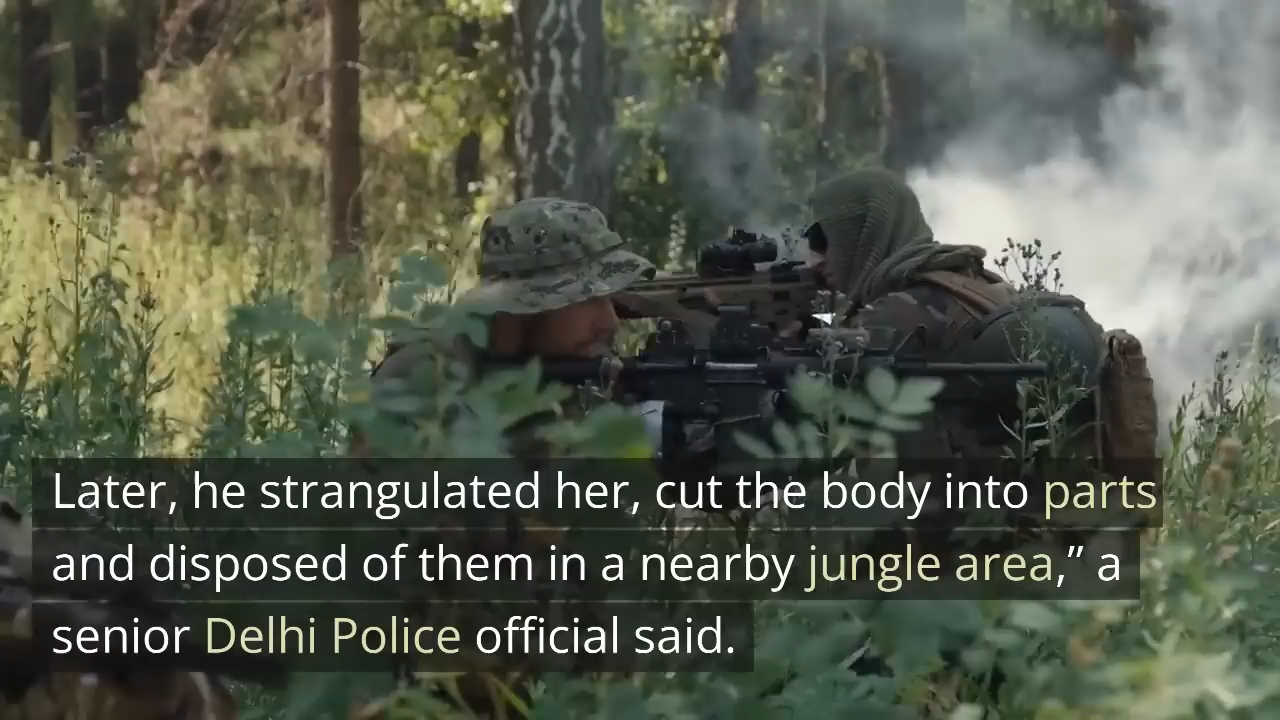 Later, he strangulated her, cut the body into parts
and disposed of them in a nearby jungle area,” a
senior Delhi Police official said.